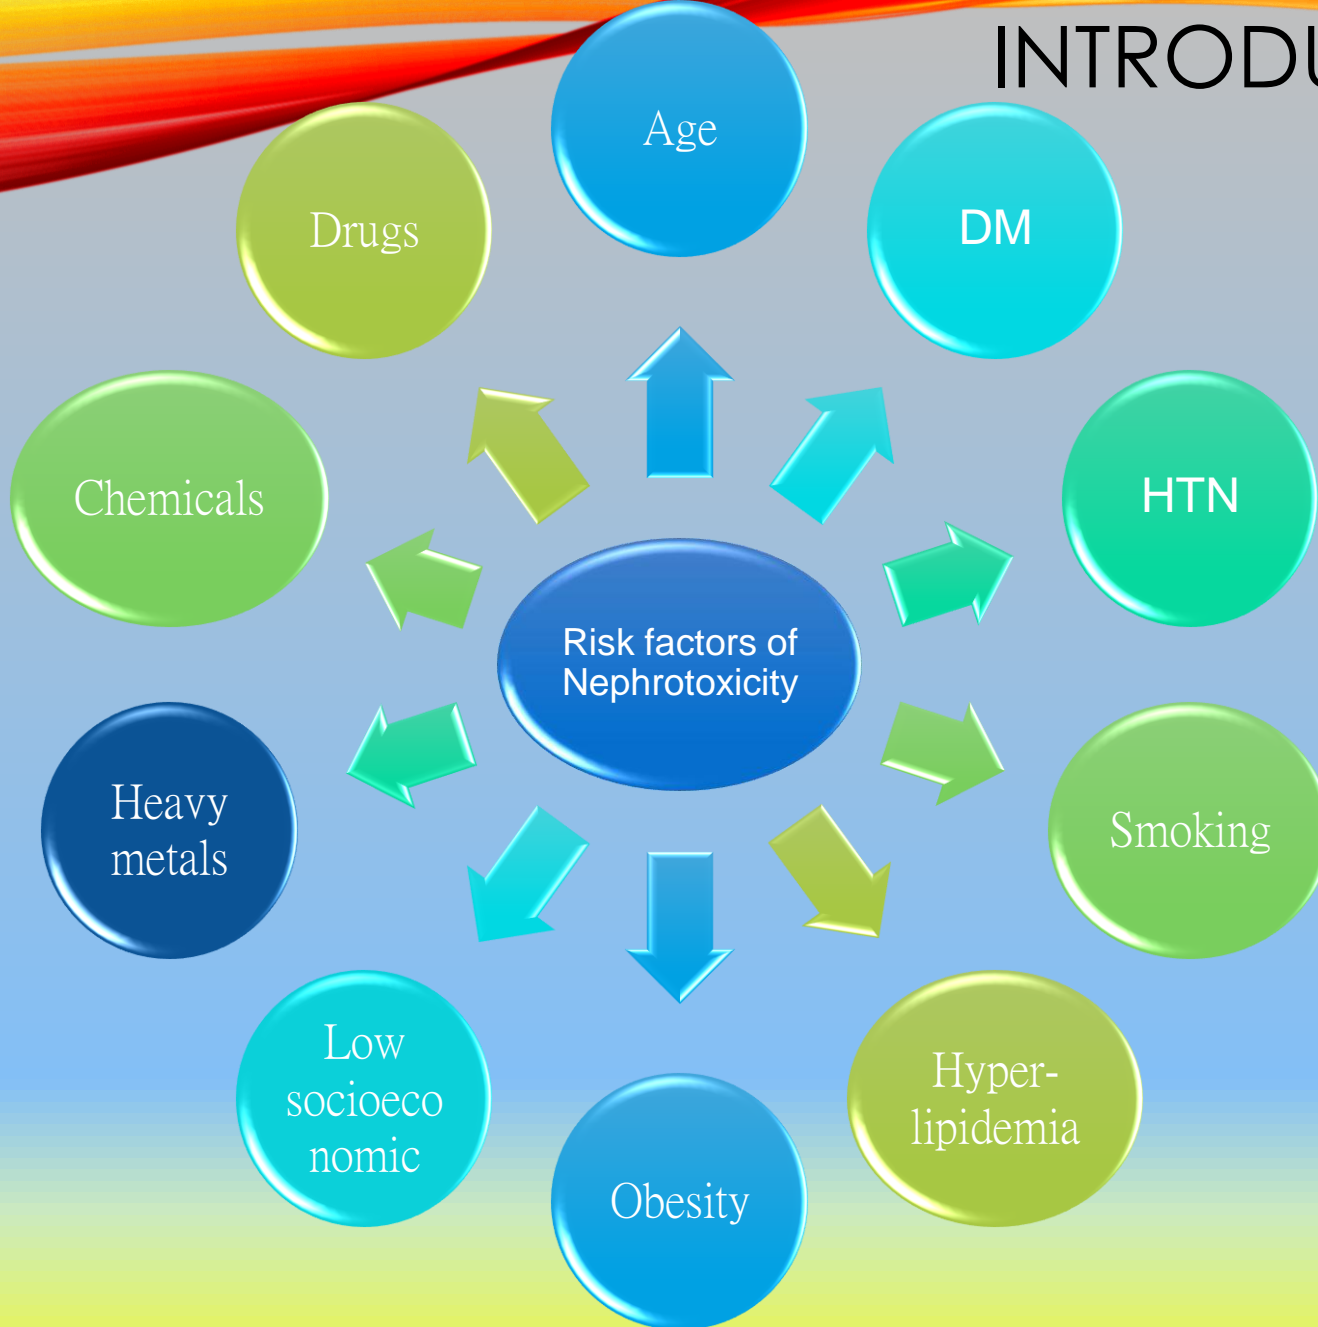 INTRODU
Age
DM
HTN
Smoking
Hyper-
lipidemia
Obesity
Low
socioeco
nomic
Heavy
metals
Chemicals
Drugs
Risk factors of
Nephrotoxicity